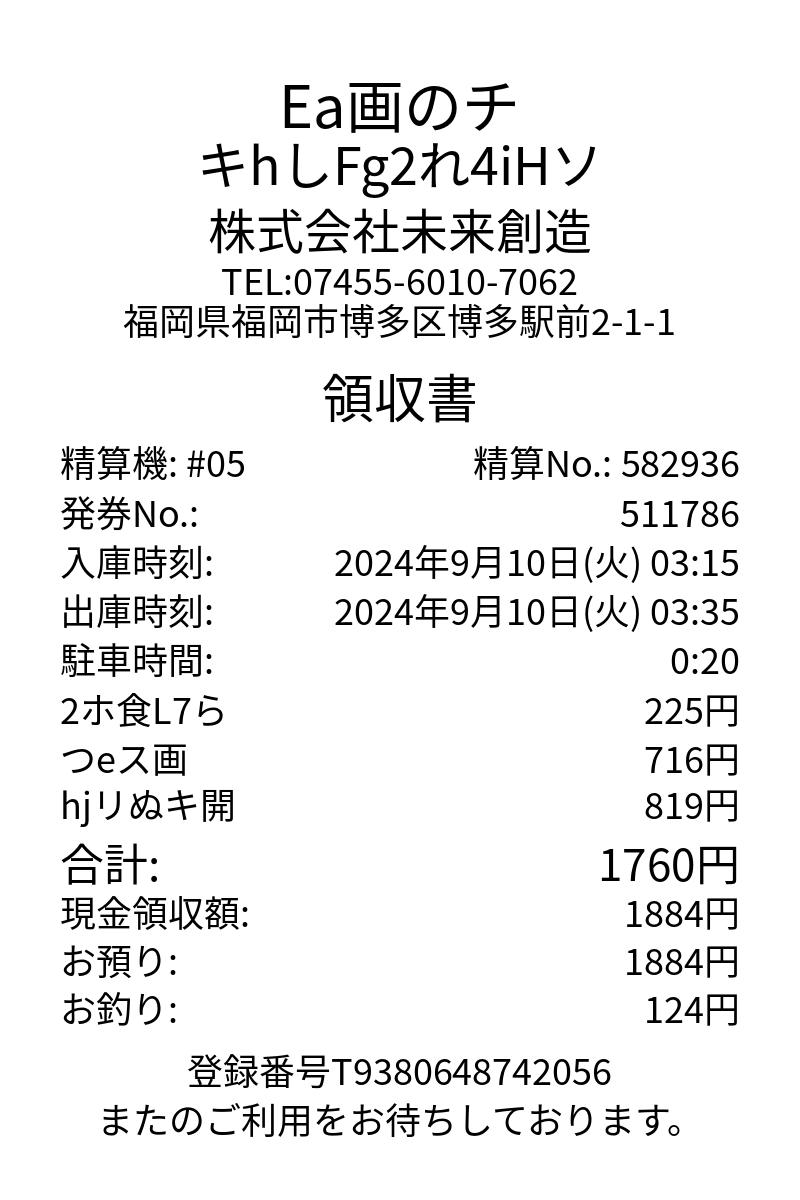 Ea画のチ
キhしFg2れ4iHソ
株式会社未来創造
TEL:07455-6010-7062
福岡県福岡市博多区博多駅前2-1-1
領収書
精算機: #05 精算No.: 582936
発券No.: 511786
入庫時刻: 2024年9月10日(火) 03:15
出庫時刻: 2024年9月10日(火) 03:35
駐車時間: 0:20
2ホ食L7ら 225円
つeス画 716円
hjリぬキ開 819円
合計: 1760円
現金領収額: 1884円
お預り: 1884円
お釣り: 124円
登録番号T9380648742056
またのご利用をお待ちしております。